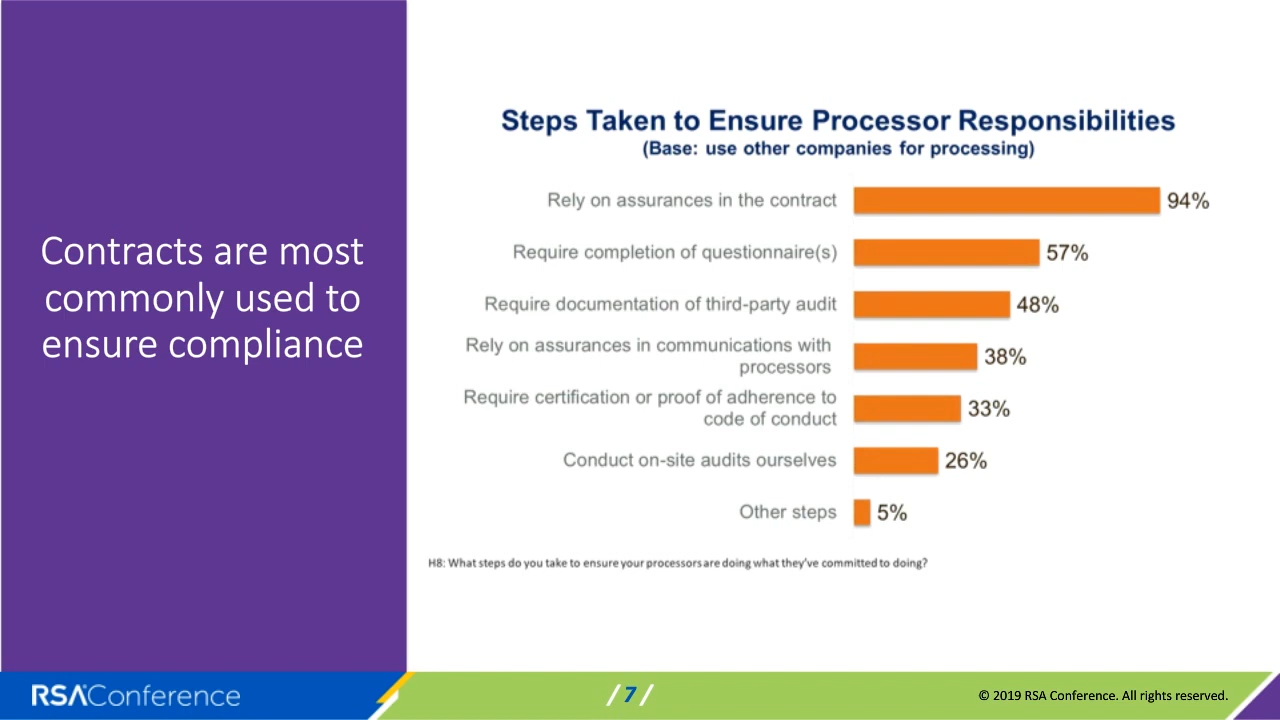 Contracts are most
commonly used to
ensure compliance
Steps Taken to Ensure Processor Responsibilities
(Base: use other companies for processing)
Rely on assurances in the contract 94%
Require completion of questionnaire(s) 57%
Require documentation of third-party audit 48%
Rely on assurances in communications with
processors 38%
Require certification or proof of adherence to
code of conduct 33%
Conduct on-site audits ourselves 26%
Other steps 5%
H8: What steps do you take to ensure your processors are doing what they've committed to doing?
RSAConference
/ 7 /
© 2019 RSA Conference. All rights reserved.